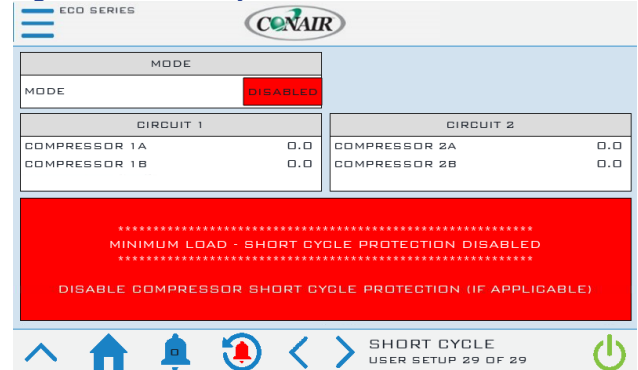 ECO SERIES
CONAIR
MODE
MODE DISABLED
CIRCUIT 1
COMPRESSOR 1A 0.0
COMPRESSOR 1B 0.0
CIRCUIT 2
COMPRESSOR 2A 0.0
COMPRESSOR 2B 0.0
************************************************************
MINIMUM LOAD - SHORT CYCLE PROTECTION DISABLED
************************************************************
DISABLE COMPRESSOR SHORT CYCLE PROTECTION (IF APPLICABLE)
0
SHORT CYCLE
USER SETUP 29 OF 29